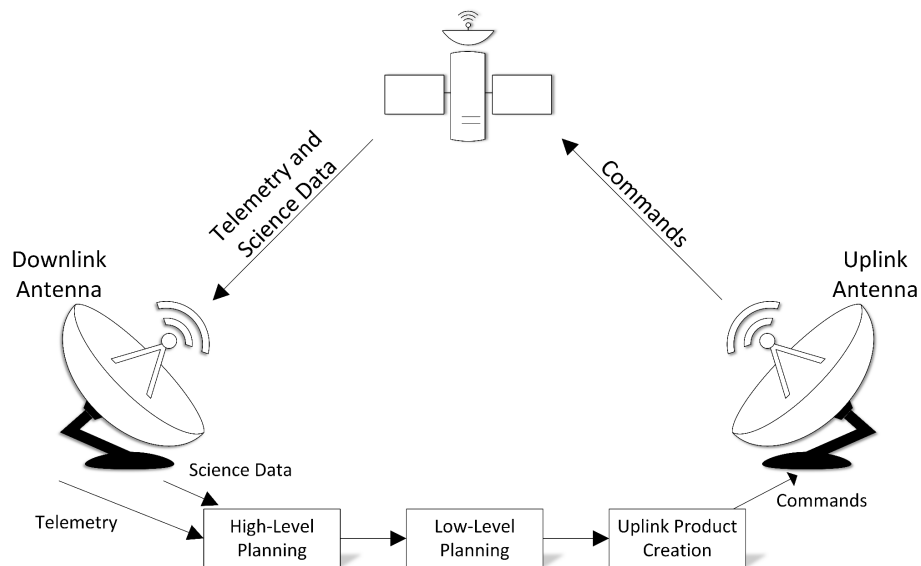 Telemetry and
Science Data
Commands
Downlink
Antenna
Uplink
Antenna
Science Data
Telemetry
Commands
High-Level
Planning
Low-Level
Planning
Uplink Product
Creation